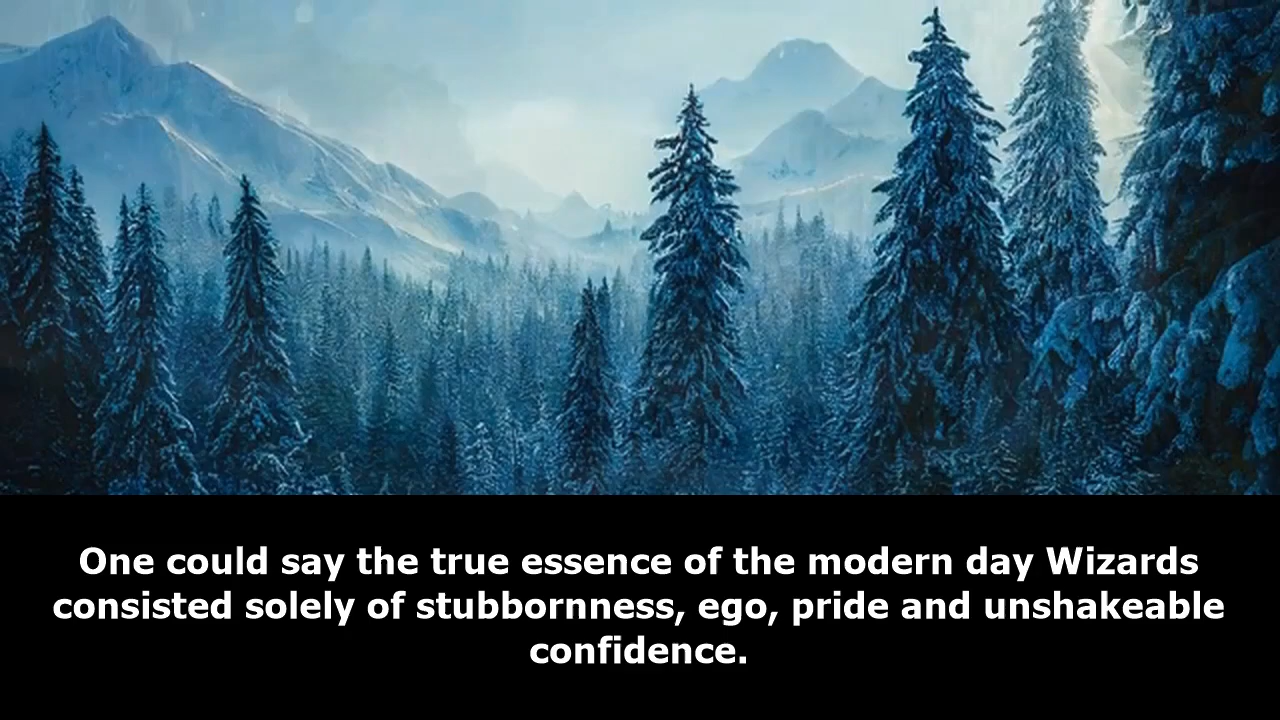 One could say the true essence of the modern day Wizards
consisted solely of stubbornness, ego, pride and unshakeable
confidence.